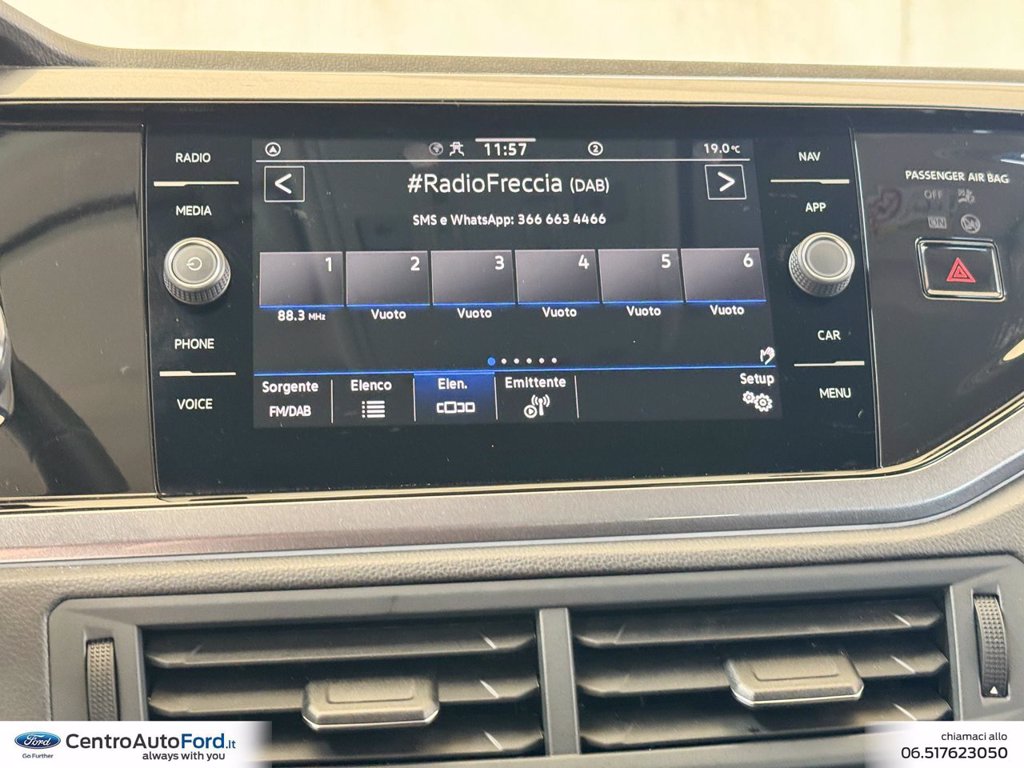 RADIO
MEDIA
PHONE
VOICE
11:57
2
19.0°C
#RadioFreccia (DAB)
SMS e WhatsApp: 366 663 4466
1 2 3 4 5 6
88.3 MHz Vuoto Vuoto Vuoto Vuoto Vuoto
Sorgente Elenco Elen. Emittente Setup
FM/DAB
NAV
APP
CAR
MENU
PASSENGER AIR BAG
OFF
ON
Ford CentroAutoFord.it
Go Further always with you
chiamaci allo
06.517623050